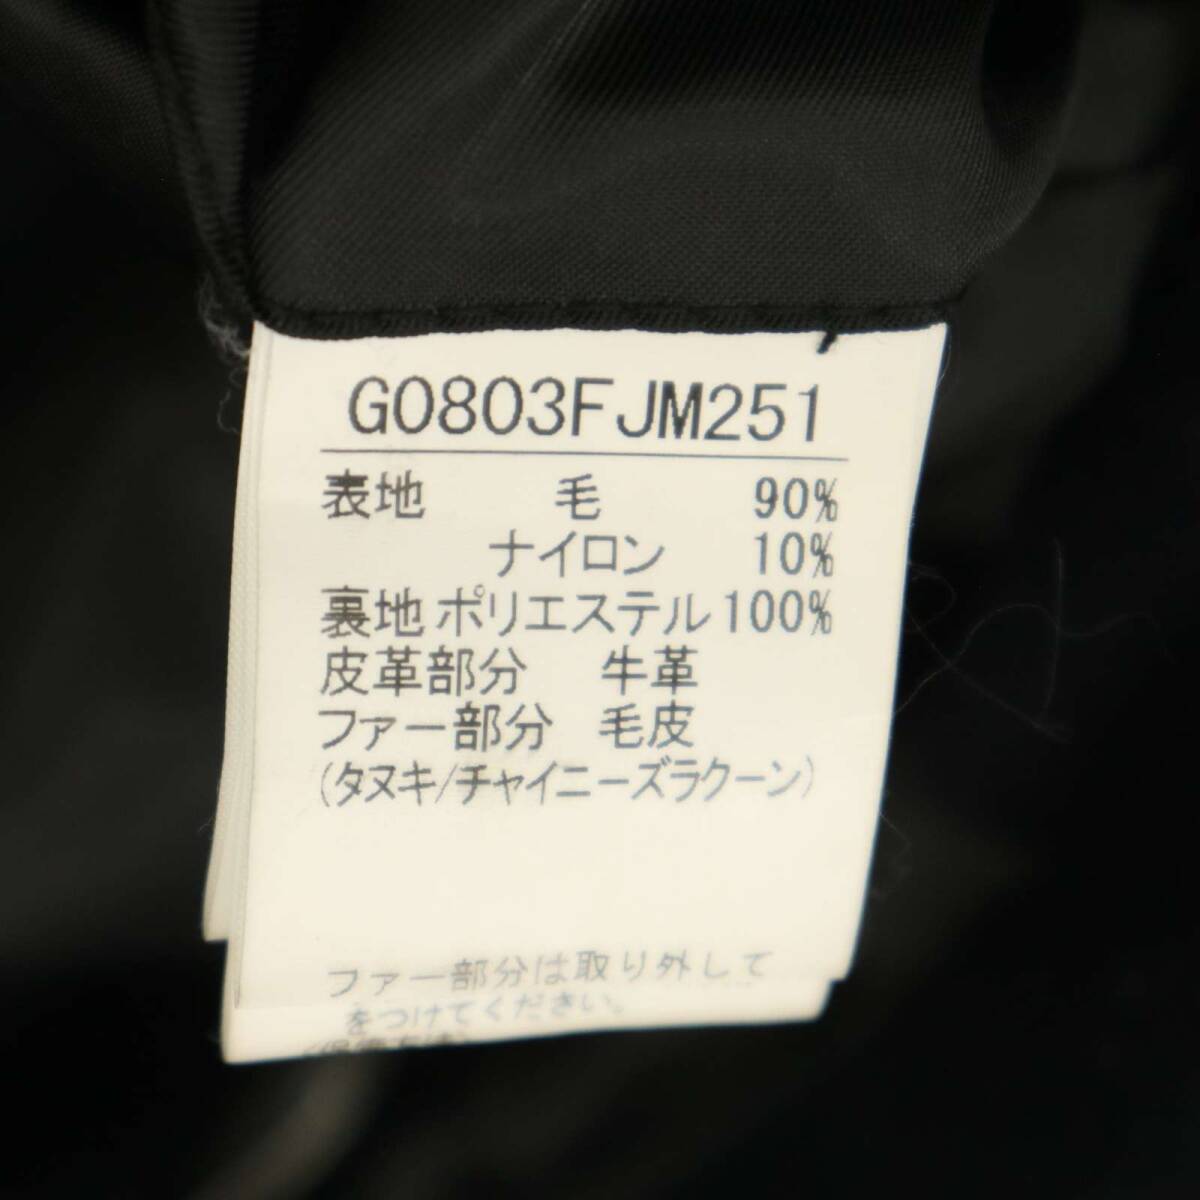 G0803FJM251
表地 毛 90%
ナイロン 10%
裏地 ポリエステル 100%
皮革部分 牛革
ファー部分 毛皮
(タヌキ/チャイニーズラクーン)
ファー部分は取り外して
をつけてください。